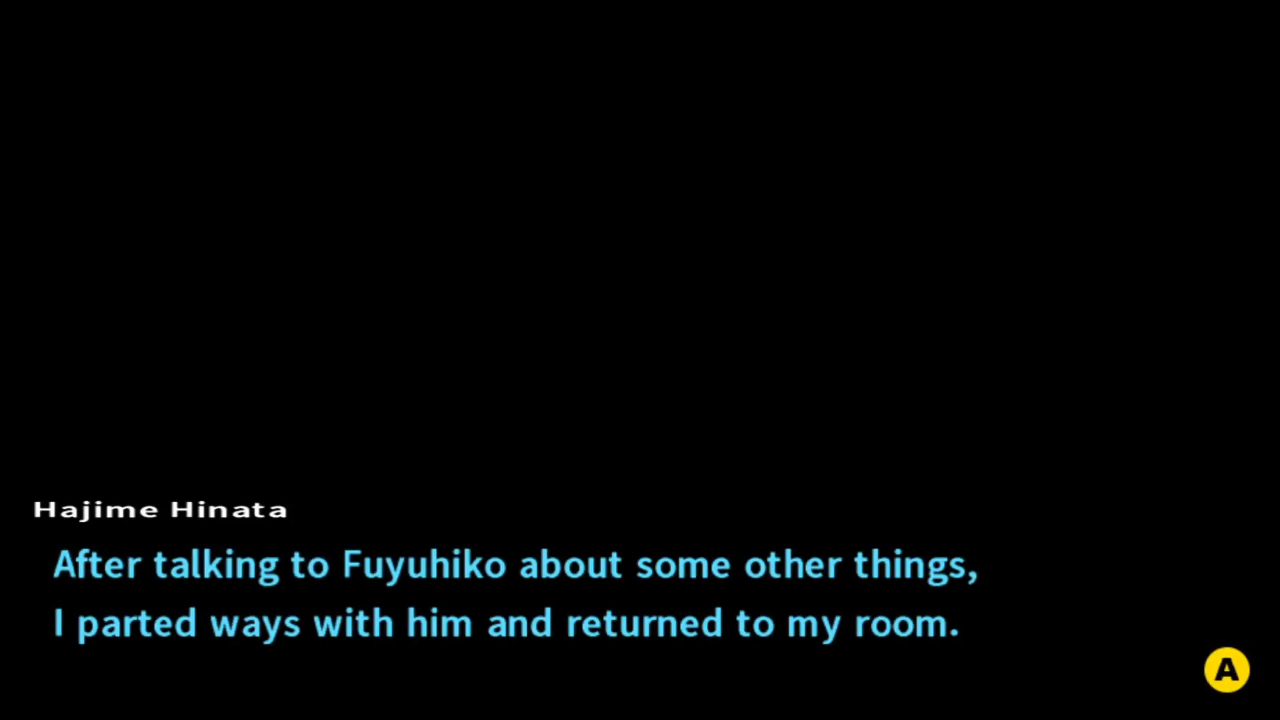 Hajime Hinata
After talking to Fuyuhiko about some other things,
I parted ways with him and returned to my room.
A